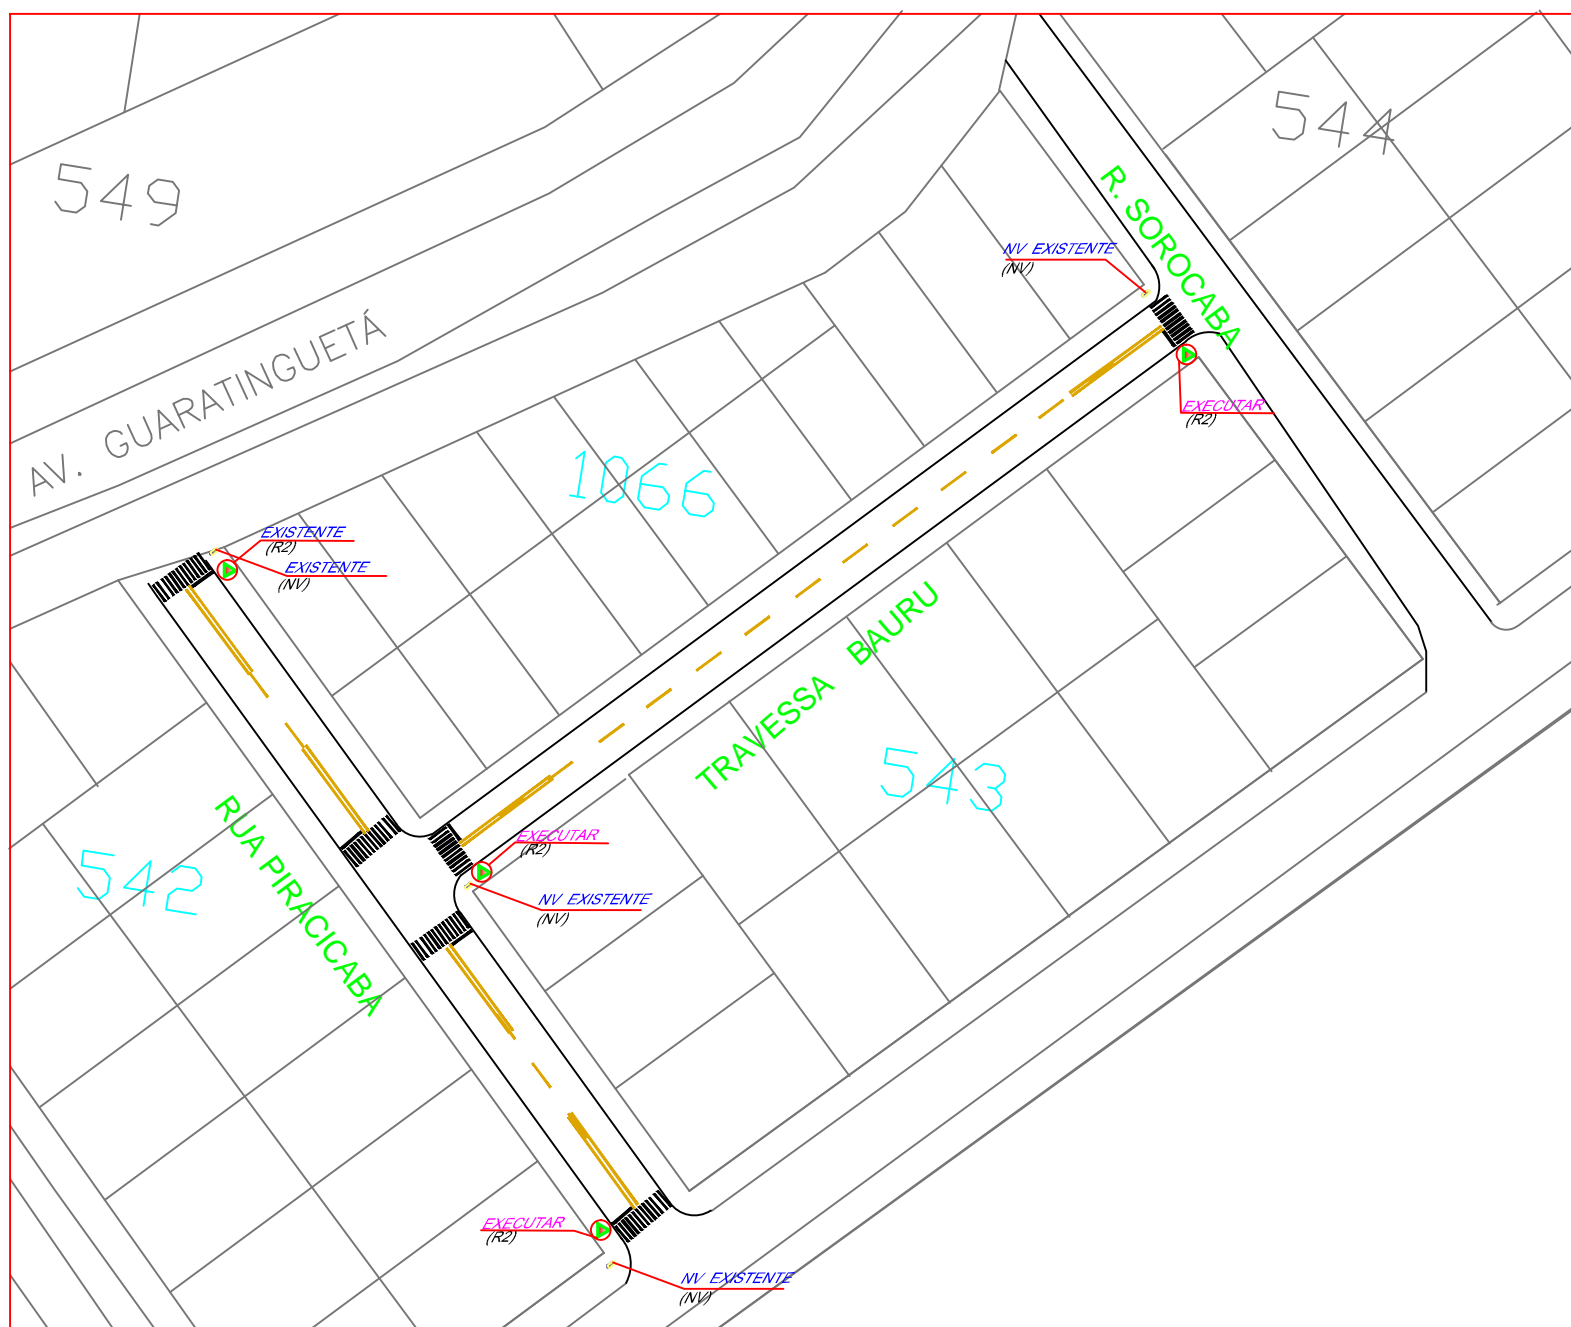 544
549
R. SOROCABA
NV EXISTENTE
(NV)
AV. GUARATINGUETÁ
EXECUTAR
(R2)
1066
EXISTENTE
(R2)
EXISTENTE
(NV)
TRAVESSA BAURU
543
RUA PIRACICABA
EXECUTAR
(R2)
542
NV EXISTENTE
(NV)
EXECUTAR
(R2)
NV EXISTENTE
(NV)